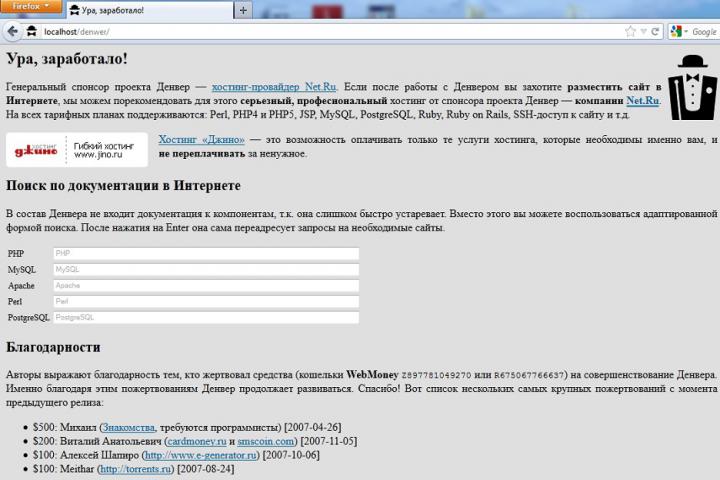 Firefox
Ура, заработало!
localhost/denwer/
Google
Ура, заработало!
Генеральный спонсор проекта Денвер — хостинг-провайдер Net.Ru. Если после работы с Денвером вы захотите разместить сайт в
Интернете, мы можем порекомендовать для этого серьезный, професиональный хостинг от спонсора проекта Денвер — компании Net.Ru.
На всех тарифных планах поддерживаются: Perl, PHP4 и PHP5, JSP, MySQL, PostgreSQL, Ruby, Ruby on Rails, SSH-доступ к сайту и т.д.
хостинг
джино
Гибкий хостинг
www.jino.ru
Хостинг «Джино» — это возможность оплачивать только те услуги хостинга, которые необходимы именно вам, и
не переплачивать за ненужное.
Поиск по документации в Интернете
В состав Денвера не входит документация к компонентам, т.к. она слишком быстро устаревает. Вместо этого вы можете воспользоваться адаптированной
формой поиска. После нажатия на Enter она сама переадресует запросы на необходимые сайты.
PHP PHP
MySQL MySQL
Apache Apache
Perl Perl
PostgreSQL PostgreSQL
Благодарности
Авторы выражают благодарность тем, кто жертвовал средства (кошельки WebMoney Z897781049270 или R675067766637) на совершенствование Денвера.
Именно благодаря этим пожертвованиям Денвер продолжает развиваться. Спасибо! Вот список нескольких самых крупных пожертвований с момента
предыдущего релиза:
• $500: Михаил (Знакомства, требуются программисты) [2007-04-26]
• $200: Виталий Анатольевич (cardmoney.ru и smscoin.com) [2007-11-05]
• $100: Алексей Шапиро (http://www.e-generator.ru) [2007-10-06]
• $100: Meithar (http://torrents.ru) [2007-08-24]